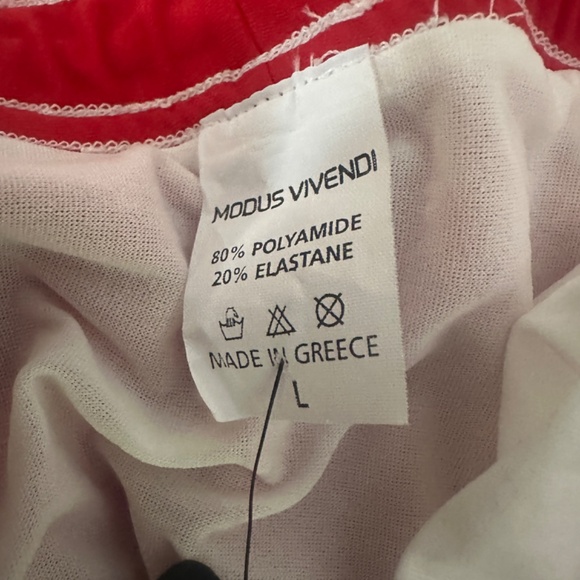 MODUS VIVENDI
80% POLYAMIDE
20% ELASTANE
MADE IN GREECE
L